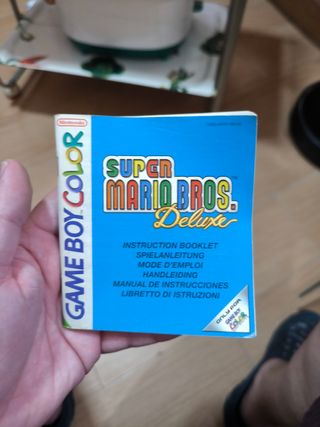 Nintendo
GAME BOY COLOR
SUPER
MARIO BROS.
Deluxe
TM
INSTRUCTION BOOKLET
SPIELANLEITUNG
MODE D'EMPLOI
HANDLEIDING
MANUAL DE INSTRUCCIONES
LIBRETTO DI ISTRUZIONI
ONLY FOR
GAME BOY
COLOR